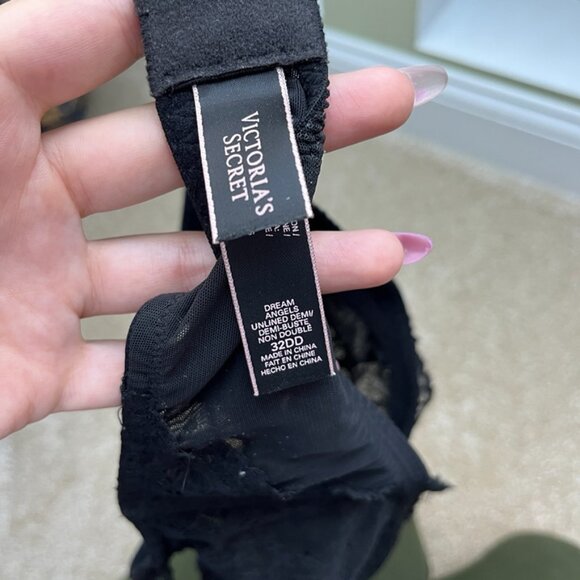 VICTORIA'S
SECRET
DREAM
ANGELS
UNLINED DEMI/
DEMI-BUSTE
NON DOUBLÉ
32DD
MADE IN CHINA
FAIT EN CHINE
HECHO EN CHINA